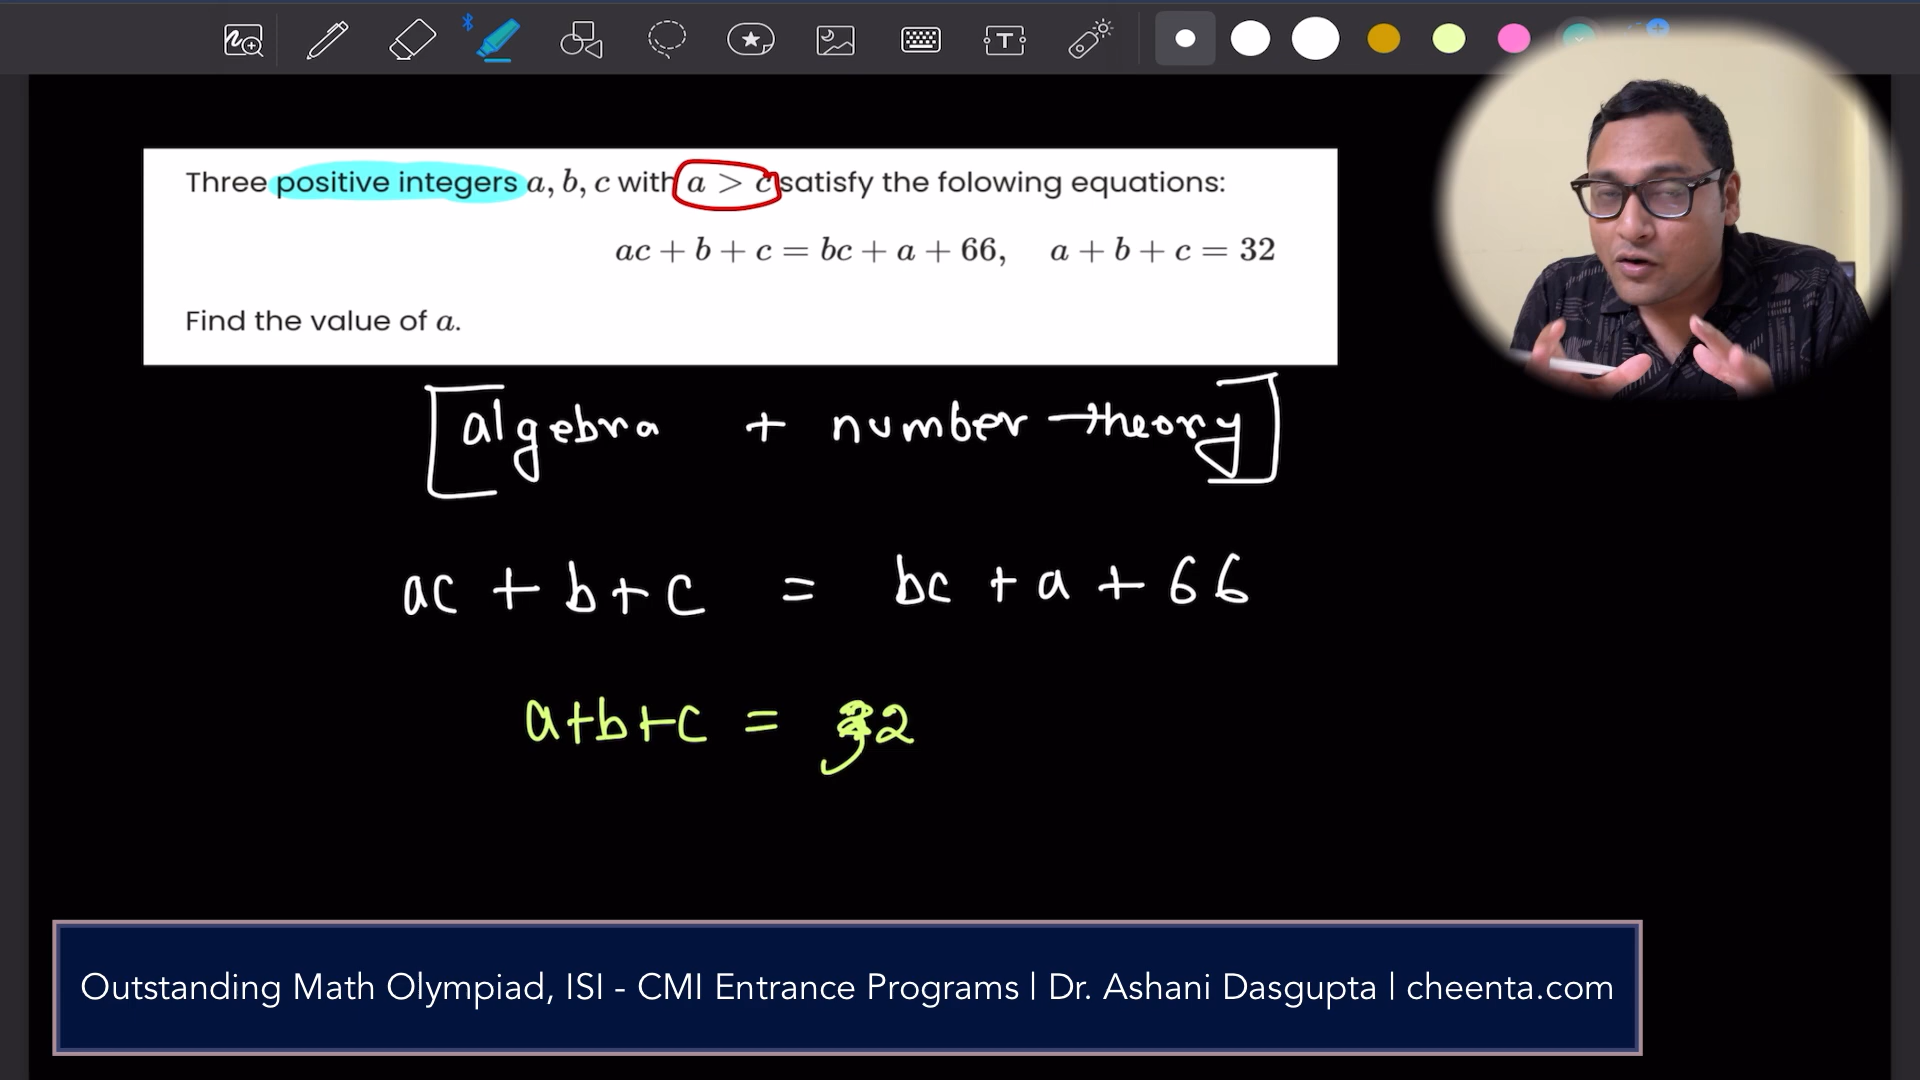 Three positive integers a, b, c with a > c satisfy the folowing equations:
ac + b + c = bc + a + 66, a + b + c = 32
Find the value of a.
[algebra + number theory]
ac + b + c = bc + a + 66
a+b+c = 32
Outstanding Math Olympiad, ISI - CMI Entrance Programs | Dr. Ashani Dasgupta | cheenta.com